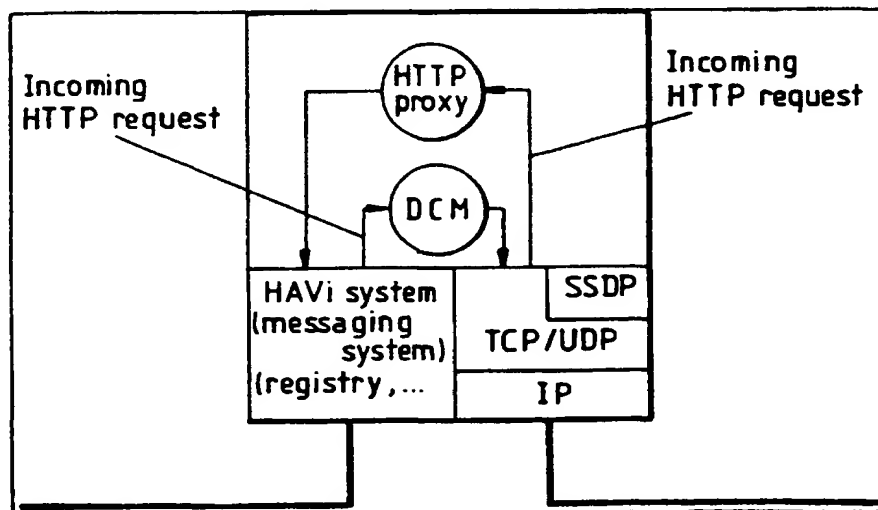 Incoming
HTTP request
HTTP
proxy
Incoming
HTTP request
DCM
HAVi system
(messaging
system)
(registry,...
SSDP
TCP/UDP
IP